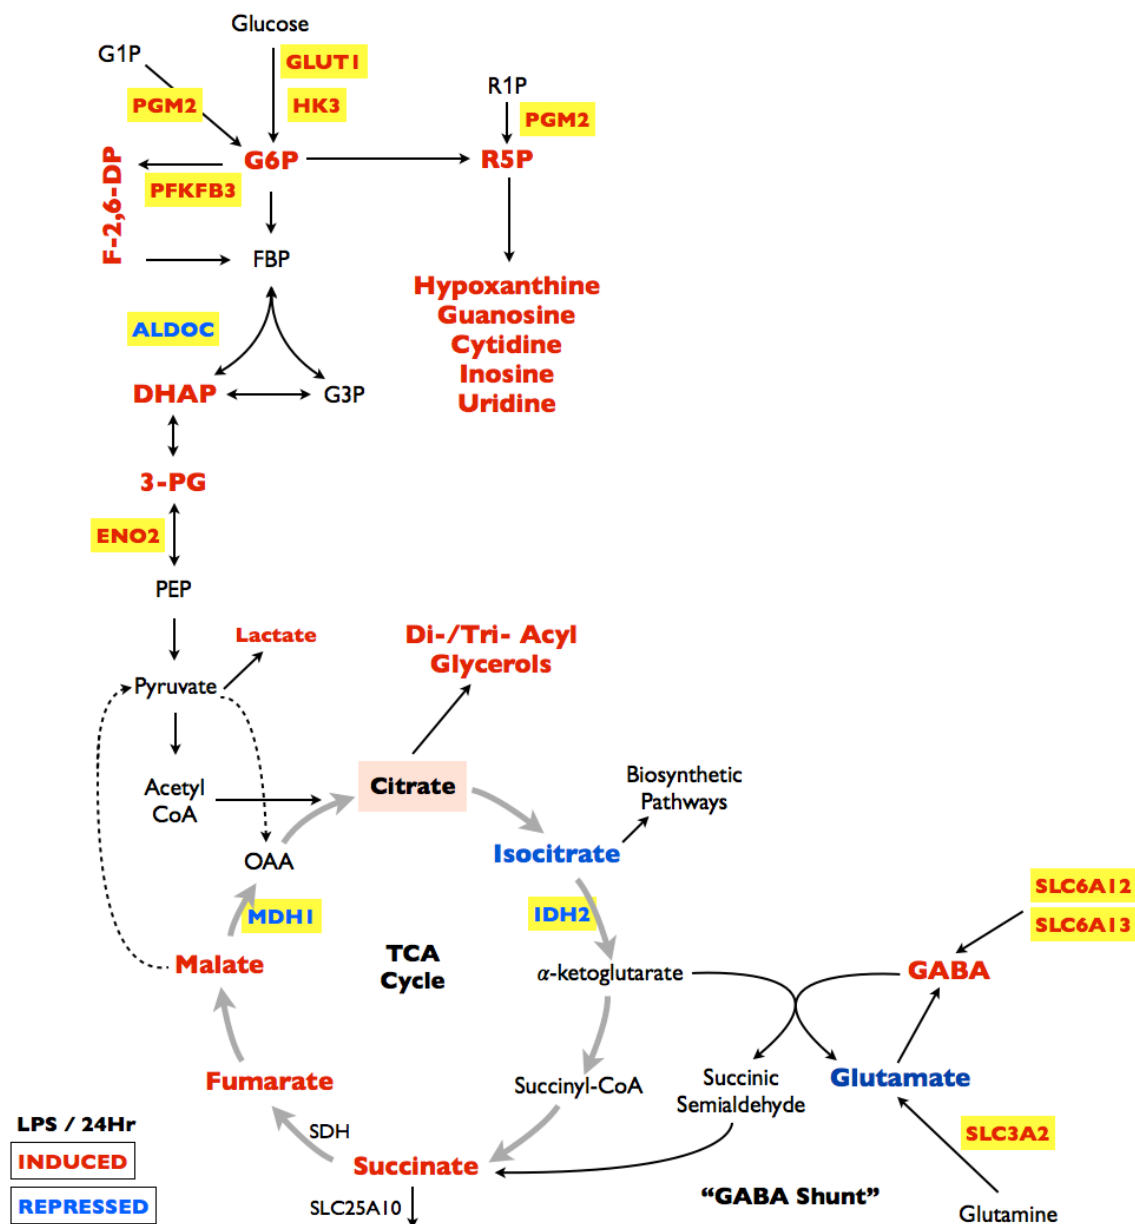 Glucose
G1P
GLUT1
R1P
PGM2
HK3
PGM2
G6P
R5P
F-2,6-DP
PFKFB3
FBP
Hypoxanthine
Guanosine
Cytidine
Inosine
Uridine
ALDOC
DHAP
G3P
3-PG
ENO2
PEP
Lactate
Di-/Tri- Acyl
Glycerols
Pyruvate
Acetyl
CoA
Citrate
Biosynthetic
Pathways
OAA
Isocitrate
MDH1
IDH2
SLC6A12
SLC6A13
TCA
Cycle
Malate
α-ketoglutarate
GABA
Fumarate
Succinyl-CoA
Succinic
Semialdehyde
Glutamate
LPS / 24Hr
INDUCED
REPRESSED
SDH
Succinate
SLC3A2
SLC25A10
"GABA Shunt"
Glutamine